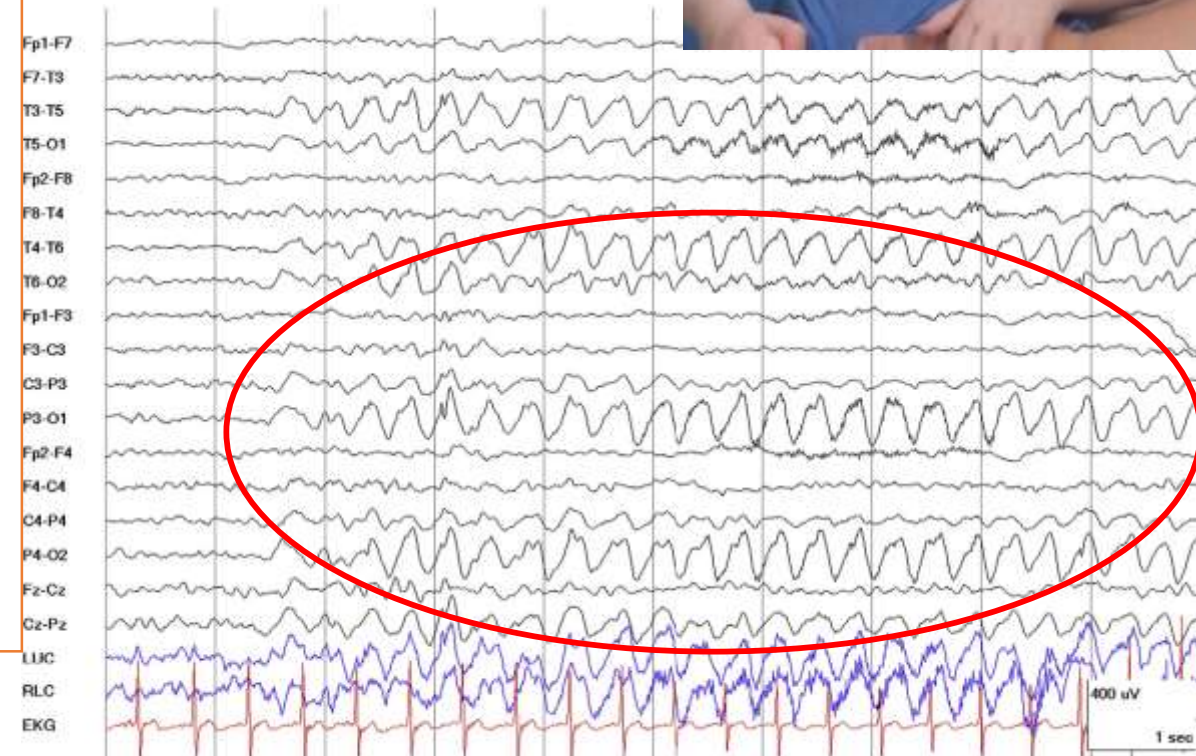 Fp1-F7
F7-T3
T3-T5
T5-O1
Fp2-F8
F8-T4
T4-T6
T6-O2
Fp1-F3
F3-C3
C3-P3
P3-O1
Fp2-F4
F4-C4
C4-P4
P4-O2
Fz-Cz
Cz-Pz
LUC
RLC
EKG
400 uV
1 sec